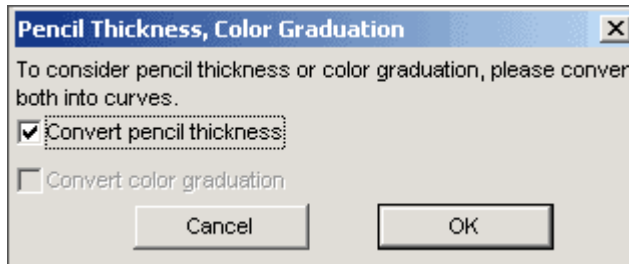 Pencil Thickness, Color Graduation
To consider pencil thickness or color graduation, please conver
both into curves.
Convert pencil thickness
Convert color graduation
Cancel OK